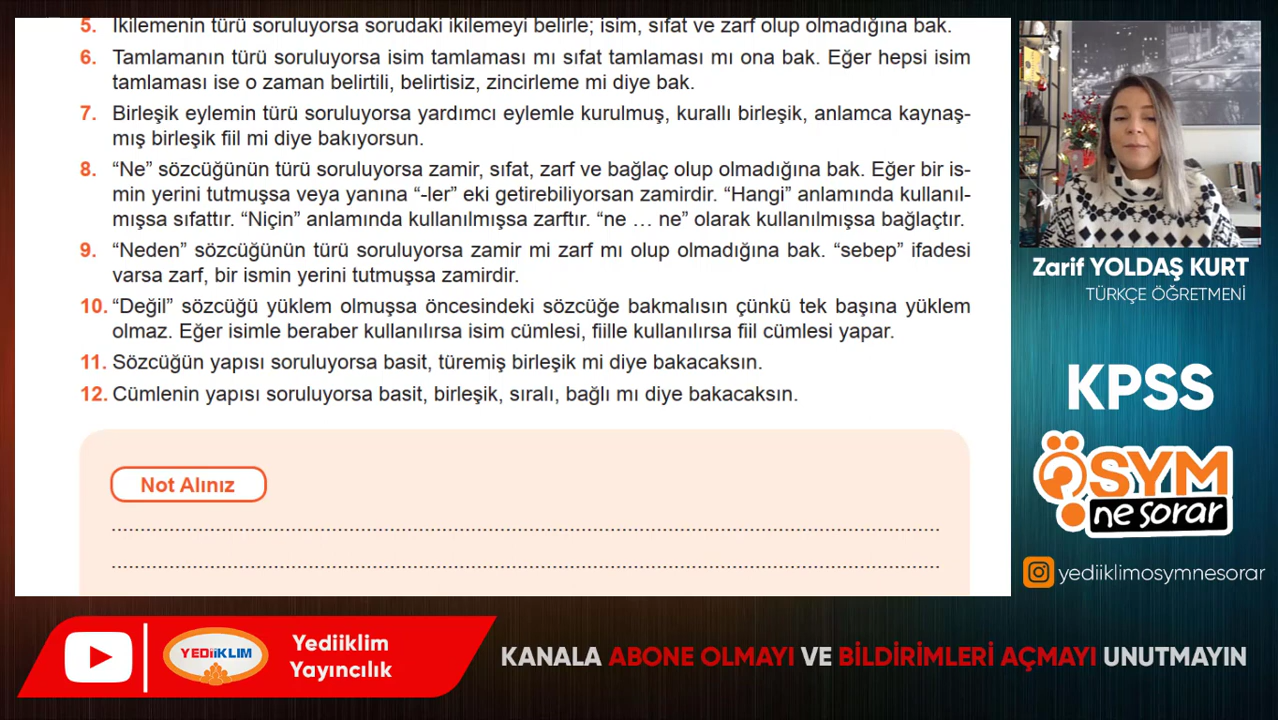 5. İkilemenin türü soruluyorsa sorudaki ikilemeyi belirle; isim, sıfat ve zarf olup olmadığına bak.
6. Tamlamanın türü soruluyorsa isim tamlaması mı sıfat tamlaması mı ona bak. Eğer hepsi isim
tamlaması ise o zaman belirtili, belirtisiz, zincirleme mi diye bak.
7. Birleşik eylemin türü soruluyorsa yardımcı eylemle kurulmuş, kurallı birleşik, anlamca kaynaş-
mış birleşik fiil mi diye bakıyorsun.
8. “Ne” sözcüğünün türü soruluyorsa zamir, sıfat, zarf ve bağlaç olup olmadığına bak. Eğer bir is-
min yerini tutmuşsa veya yanına “-ler” eki getirebiliyorsan zamirdir. “Hangi” anlamında kullanıl-
mışsa sıfattır. “Niçin” anlamında kullanılmışsa zarftır. “ne … ne” olarak kullanılmışsa bağlaçtır.
9. “Neden” sözcüğünün türü soruluyorsa zamir mi zarf mı olup olmadığına bak. “sebep” ifadesi
varsa zarf, bir ismin yerini tutmuşsa zamirdir.
10. “Değil” sözcüğü yüklem olmuşsa öncesindeki sözcüğe bakmalısın çünkü tek başına yüklem
olmaz. Eğer isimle beraber kullanılırsa isim cümlesi, fiille kullanılırsa fiil cümlesi yapar.
11. Sözcüğün yapısı soruluyorsa basit, türemiş birleşik mi diye bakacaksın.
12. Cümlenin yapısı soruluyorsa basit, birleşik, sıralı, bağlı mı diye bakacaksın.
Not Alınız
Zarif YOLDAŞ KURT
TÜRKÇE ÖĞRETMENİ
KPSS
ÖSYM
ne sorar
yediiklimosymnesorar
YEDİİKLİM
Yediiklim
Yayıncılık
KANALA ABONE OLMAYI VE BİLDİRİMLERİ AÇMAYI UNUTMAYIN